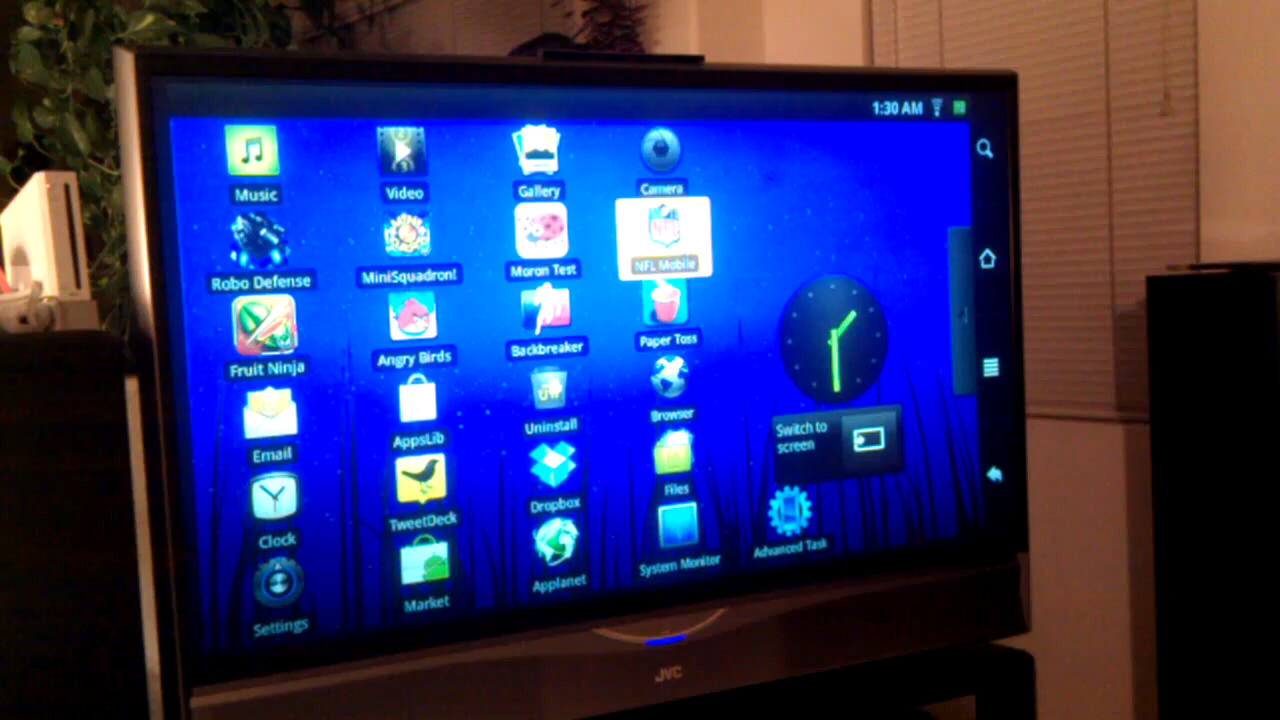 1:30 AM
Music
Video
Gallery
Camera
Robo Defense
MiniSquadron!
Moron Test
NFL
NFL Mobile
Fruit Ninja
Angry Birds
Backbreaker
Paper Toss
Email
AppsLib
Uninstall
Browser
Switch to
screen
Clock
TweetDeck
Dropbox
Files
Settings
Market
Applanet
System Monitor
Advanced Task
JVC